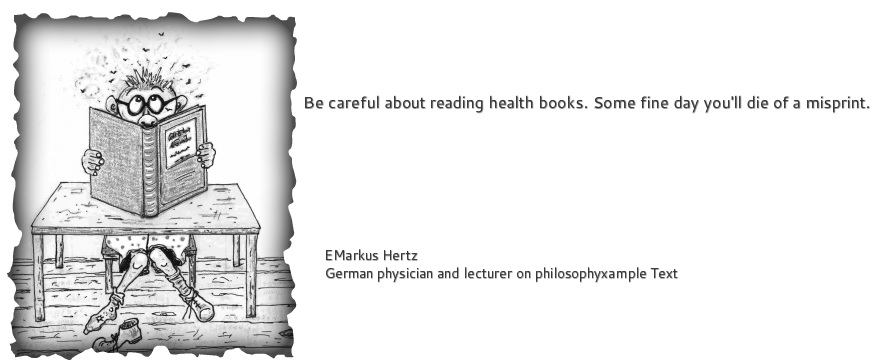 Be careful about reading health books. Some fine day you'll die of a misprint.
EMarkus Hertz
German physician and lecturer on philosophyxample Text